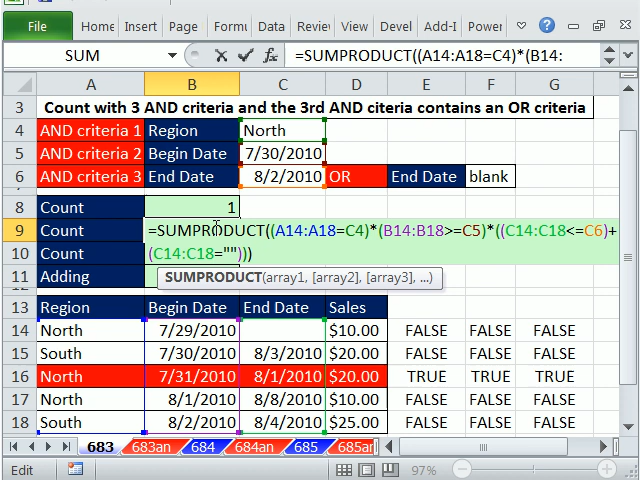 File Home Insert Page Formu Data Review View Devel Add-I Power
SUM =SUMPRODUCT((A14:A18=C4)*(B14:
A B C D E F G
3 Count with 3 AND criteria and the 3rd AND citeria contains an OR criteria
4 AND criteria 1 Region North
5 AND criteria 2 Begin Date 7/30/2010
6 AND criteria 3 End Date 8/2/2010 OR End Date blank
8 Count 1
9 Count =SUMPRODUCT((A14:A18=C4)*(B14:B18>=C5)*((C14:C18<=C6)+
10 Count (C14:C18="")))
11 Adding SUMPRODUCT(array1, [array2], [array3], ...)
13 Region Begin Date End Date Sales
14 North 7/29/2010 $10.00 FALSE FALSE FALSE
15 South 7/30/2010 8/3/2010 $20.00 FALSE FALSE FALSE
16 North 7/31/2010 8/1/2010 $20.00 TRUE TRUE TRUE
17 North 8/1/2010 8/8/2010 $10.00 FALSE FALSE FALSE
18 South 8/2/2010 8/4/2010 $25.00 FALSE FALSE FALSE
683 683an 684 684an 685 685an
Edit 97%